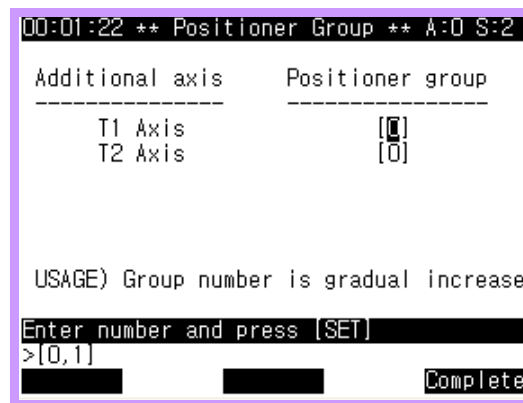 00:01:22 ** Positioner Group ** A:0 S:2
Additional axis Positioner group
--------------- ----------------
T1 Axis [0]
T2 Axis [0]
USAGE) Group number is gradual increase
Enter number and press [SET]
>[0,1]
Complete